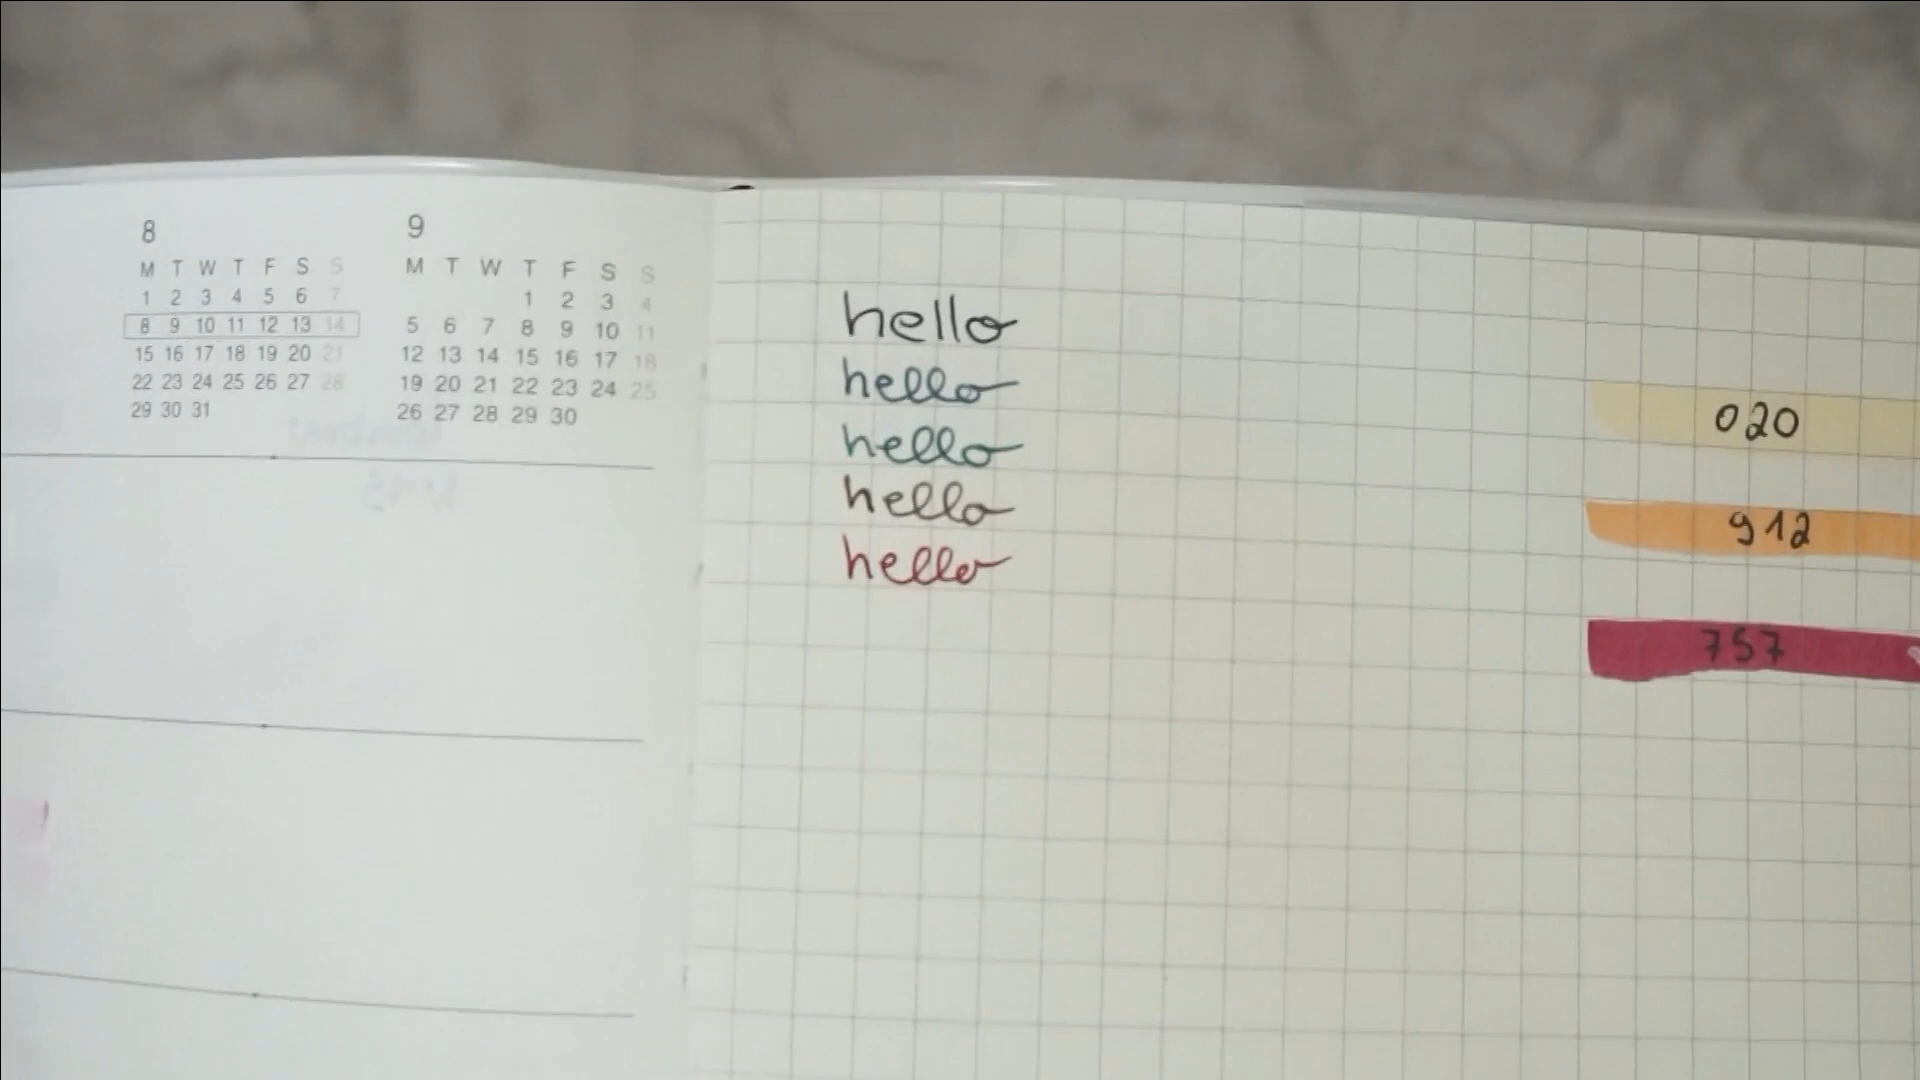 8
M T W T F S S
1 2 3 4 5 6 7
8 9 10 11 12 13 14
15 16 17 18 19 20 21
22 23 24 25 26 27 28
29 30 31
9
M T W T F S S
1 2 3 4
5 6 7 8 9 10 11
12 13 14 15 16 17 18
19 20 21 22 23 24 25
26 27 28 29 30
hello
hello
hello
hello
hello
020
912
757